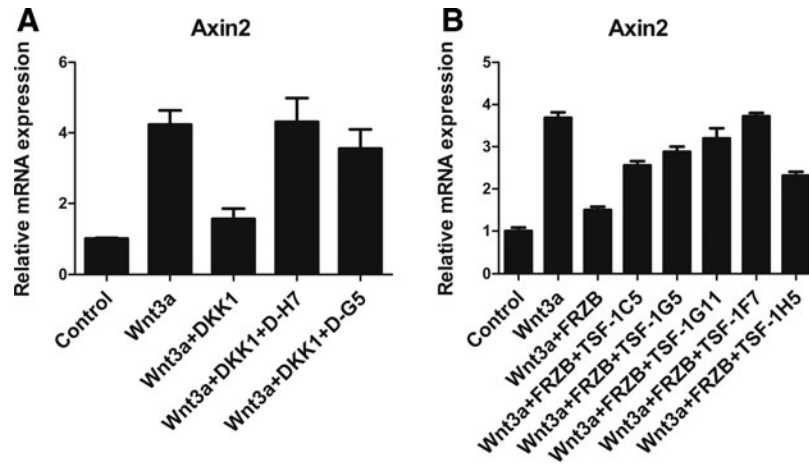 A
Axin2
Relative mRNA expression
6
4
2
0
Control
Wnt3a
Wnt3a+DKK1
Wnt3a+DKK1+D-H7
Wnt3a+DKK1+D-G5
B
Axin2
Relative mRNA expression
5
4
3
2
1
0
Control
Wnt3a
Wnt3a+FRZB
Wnt3a+FRZB+TSF-1C5
Wnt3a+FRZB+TSF-1G5
Wnt3a+FRZB+TSF-1G11
Wnt3a+FRZB+TSF-1F7
Wnt3a+FRZB+TSF-1H5